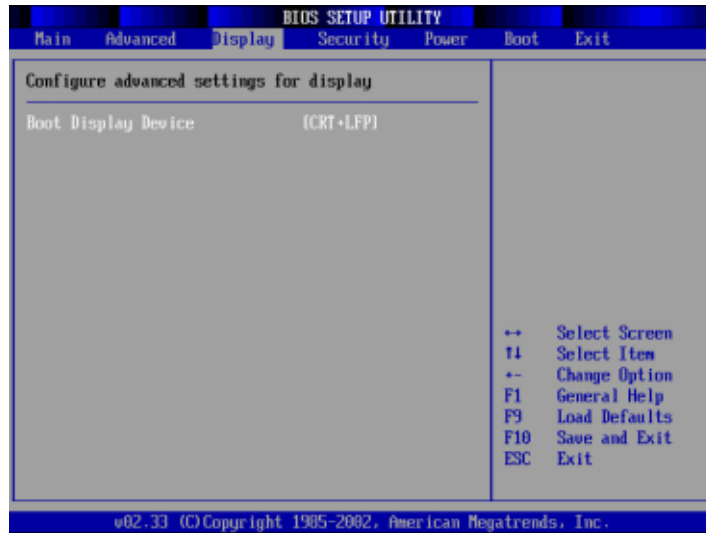 BIOS SETUP UTILITY
Main Advanced Display Security Power Boot Exit
Configure advanced settings for display
Boot Display Device [CRT+LFP]
↔ Select Screen
↑↓ Select Item
+- Change Option
F1 General Help
F9 Load Defaults
F10 Save and Exit
ESC Exit
v02.33 (C)Copyright 1985-2002, American Megatrends, Inc.